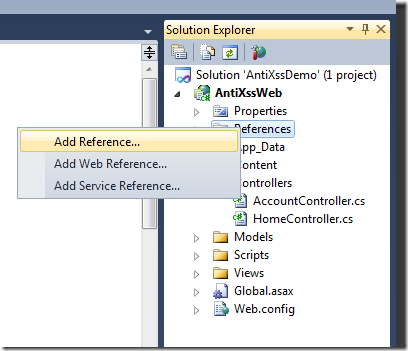 Solution Explorer
Solution 'AntiXssDemo' (1 project)
AntiXssWeb
Properties
References
App_Data
Content
Controllers
AccountController.cs
HomeController.cs
Models
Scripts
Views
Global.asax
Web.config
Add Reference...
Add Web Reference...
Add Service Reference...